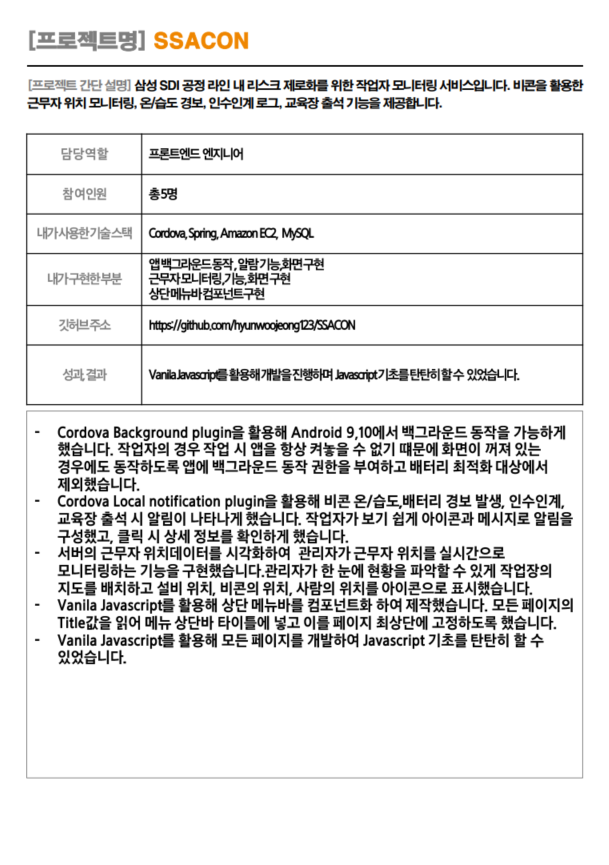 [프로젝트명] SSACON
[프로젝트 간단 설명] 삼성 SDI 공정 라인 내 리스크 제로화를 위한 작업자 모니터링 서비스입니다. 비콘을 활용한
근무자 위치 모니터링, 온/습도 경보, 인수인계 로그, 교육장 출석 기능을 제공합니다.
담당역할
프론트엔드 엔지니어
참여인원
총 5명
내가 사용한 기술 스택
Cordova, Spring, Amazon EC2, MySQL
내가 구현한 부분
앱 백그라운드 동작, 알람 기능,화면 구현
근무자 모니터링,기능,화면 구현
상단 메뉴바 컴포넌트 구현
깃허브 주소
https://github.com/hyunwoojeong123/SSACON
성과, 결과
Vanila Javascript를 활용해 개발을 진행하며 Javascript 기초를 탄탄히 할 수 있었습니다.
- Cordova Background plugin을 활용해 Android 9,10에서 백그라운드 동작을 가능하게
했습니다. 작업자의 경우 작업 시 앱을 항상 켜놓을 수 없기 때문에 화면이 꺼져 있는
경우에도 동작하도록 앱에 백그라운드 동작 권한을 부여하고 배터리 최적화 대상에서
제외했습니다.
- Cordova Local notification plugin을 활용해 비콘 온/습도,배터리 경보 발생, 인수인계,
교육장 출석 시 알림이 나타나게 했습니다. 작업자가 보기 쉽게 아이콘과 메시지로 알림을
구성했고, 클릭 시 상세 정보를 확인하게 했습니다.
- 서버의 근무자 위치데이터를 시각화하여 관리자가 근무자 위치를 실시간으로
모니터링하는 기능을 구현했습니다.관리자가 한 눈에 현황을 파악할 수 있게 작업장의
지도를 배치하고 설비 위치, 비콘의 위치, 사람의 위치를 아이콘으로 표시했습니다.
- Vanila Javascript를 활용해 상단 메뉴바를 컴포넌트화 하여 제작했습니다. 모든 페이지의
Title값을 읽어 메뉴 상단바 타이틀에 넣고 이를 페이지 최상단에 고정하도록 했습니다.
- Vanila Javascript를 활용해 모든 페이지를 개발하여 Javascript 기초를 탄탄히 할 수
있었습니다.